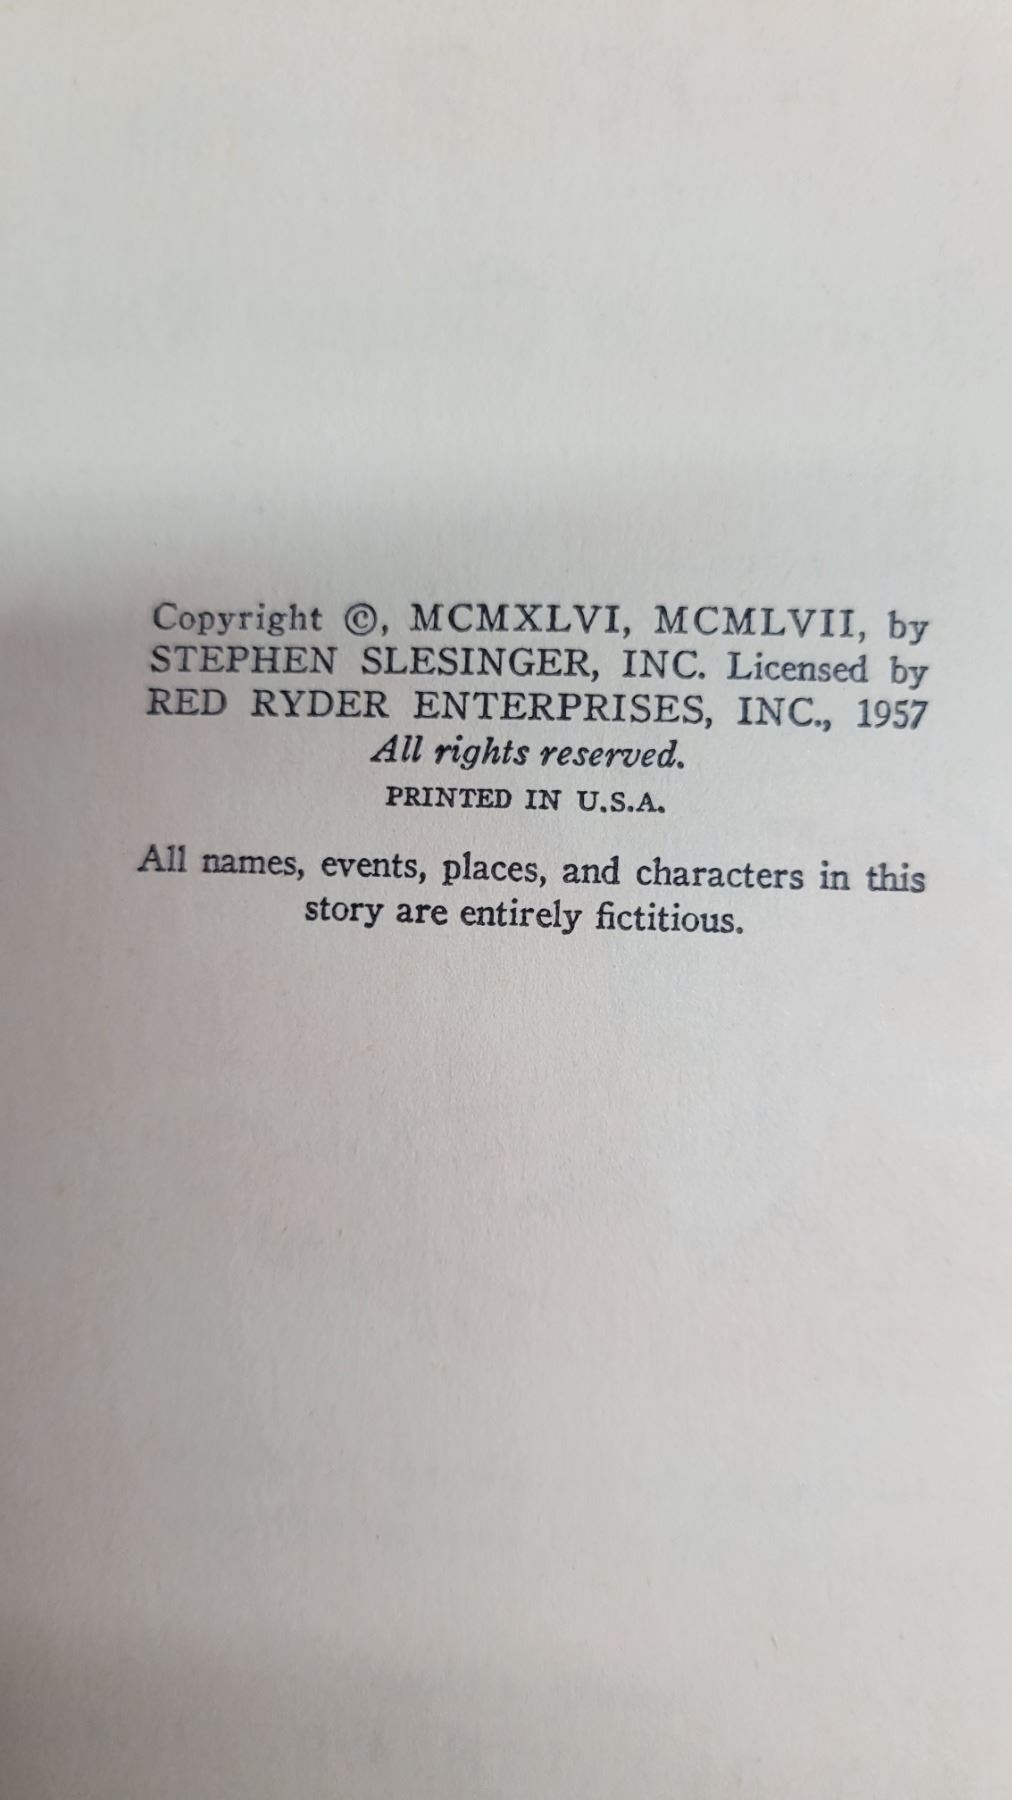 Copyright ©, MCMXLVI, MCMLVII, by
STEPHEN SLESINGER, INC. Licensed by
RED RYDER ENTERPRISES, INC., 1957
All rights reserved.
PRINTED IN U.S.A.
All names, events, places, and characters in this
story are entirely fictitious.